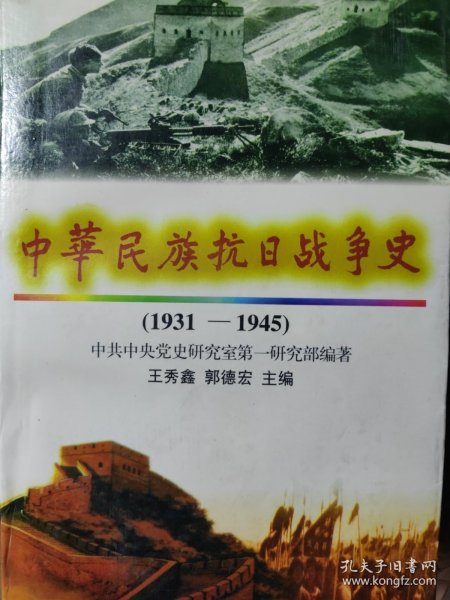 中華民族抗日战争史
(1931 — 1945)
中共中央党史研究室第一研究部编著
王秀鑫 郭德宏 主编
孔夫子旧书网
www.kongfz.com